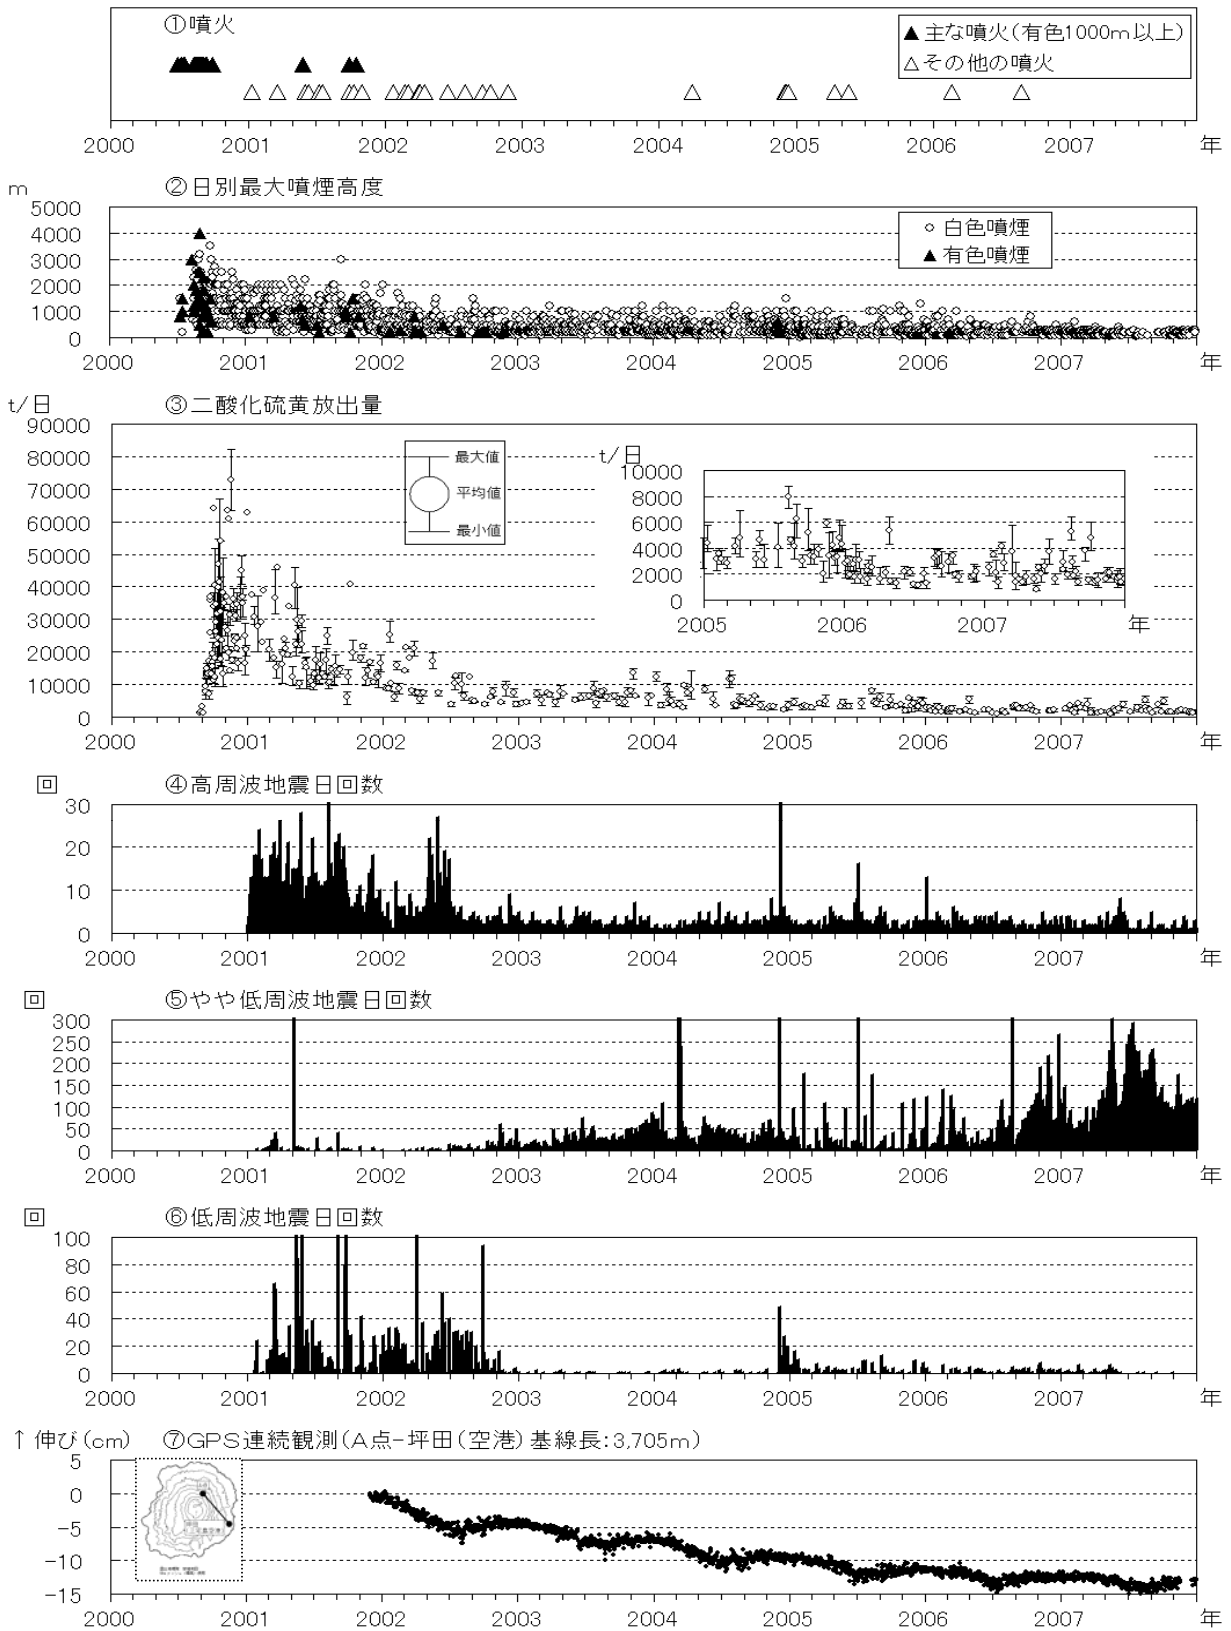 ①噴火
▲主な噴火(有色1000m以上)
△その他の噴火
2000 2001 2002 2003 2004 2005 2006 2007 年
m ②日別最大噴煙高度
5000
4000
3000
2000
1000
0
○ 白色噴煙
▲ 有色噴煙
2000 2001 2002 2003 2004 2005 2006 2007 年
t/日 ③二酸化硫黄放出量
90000
80000
70000
60000
50000
40000
30000
20000
10000
0
最大値
平均値
最小値
t/日
10000
8000
6000
4000
2000
0
2005 2006 2007 年
2000 2001 2002 2003 2004 2005 2006 2007 年
回 ④高周波地震日回数
30
20
10
0
2000 2001 2002 2003 2004 2005 2006 2007 年
回 ⑤やや低周波地震日回数
300
250
200
150
100
50
0
2000 2001 2002 2003 2004 2005 2006 2007 年
回 ⑥低周波地震日回数
100
80
60
40
20
0
2000 2001 2002 2003 2004 2005 2006 2007 年
↑伸び(cm) ⑦GPS連続観測(A点-坪田(空港)基線長:3,705m)
5
0
-5
-10
-15
2000 2001 2002 2003 2004 2005 2006 2007 年